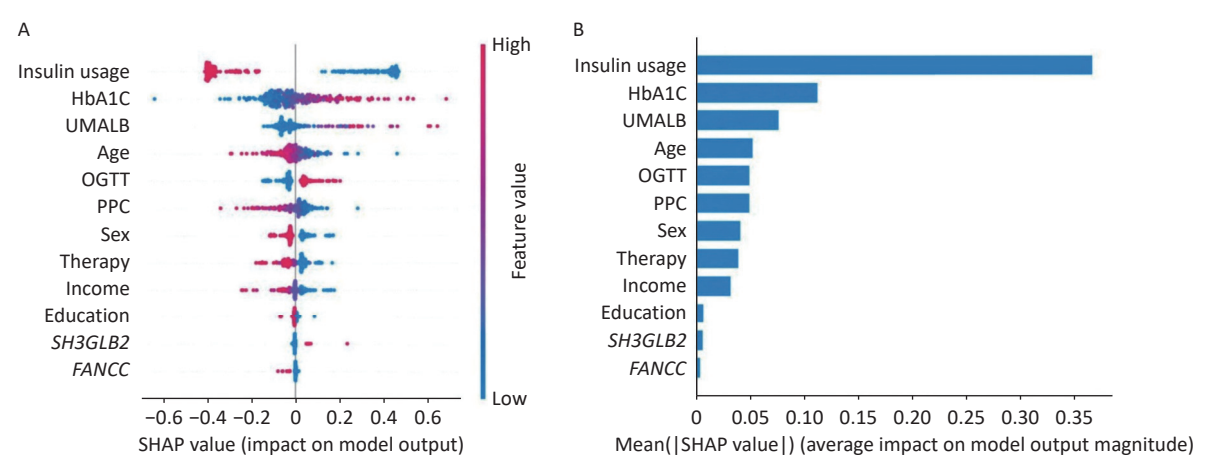 A
Insulin usage
HbA1C
UMALB
Age
OGTT
PPC
Sex
Therapy
Income
Education
SH3GLB2
FANCC
−0.6 −0.4 −0.2 0 0.2 0.4 0.6
SHAP value (impact on model output)
High
Feature value
Low
B
Insulin usage
HbA1C
UMALB
Age
OGTT
PPC
Sex
Therapy
Income
Education
SH3GLB2
FANCC
0 0.05 0.10 0.15 0.20 0.25 0.30 0.35
Mean(|SHAP value|) (average impact on model output magnitude)